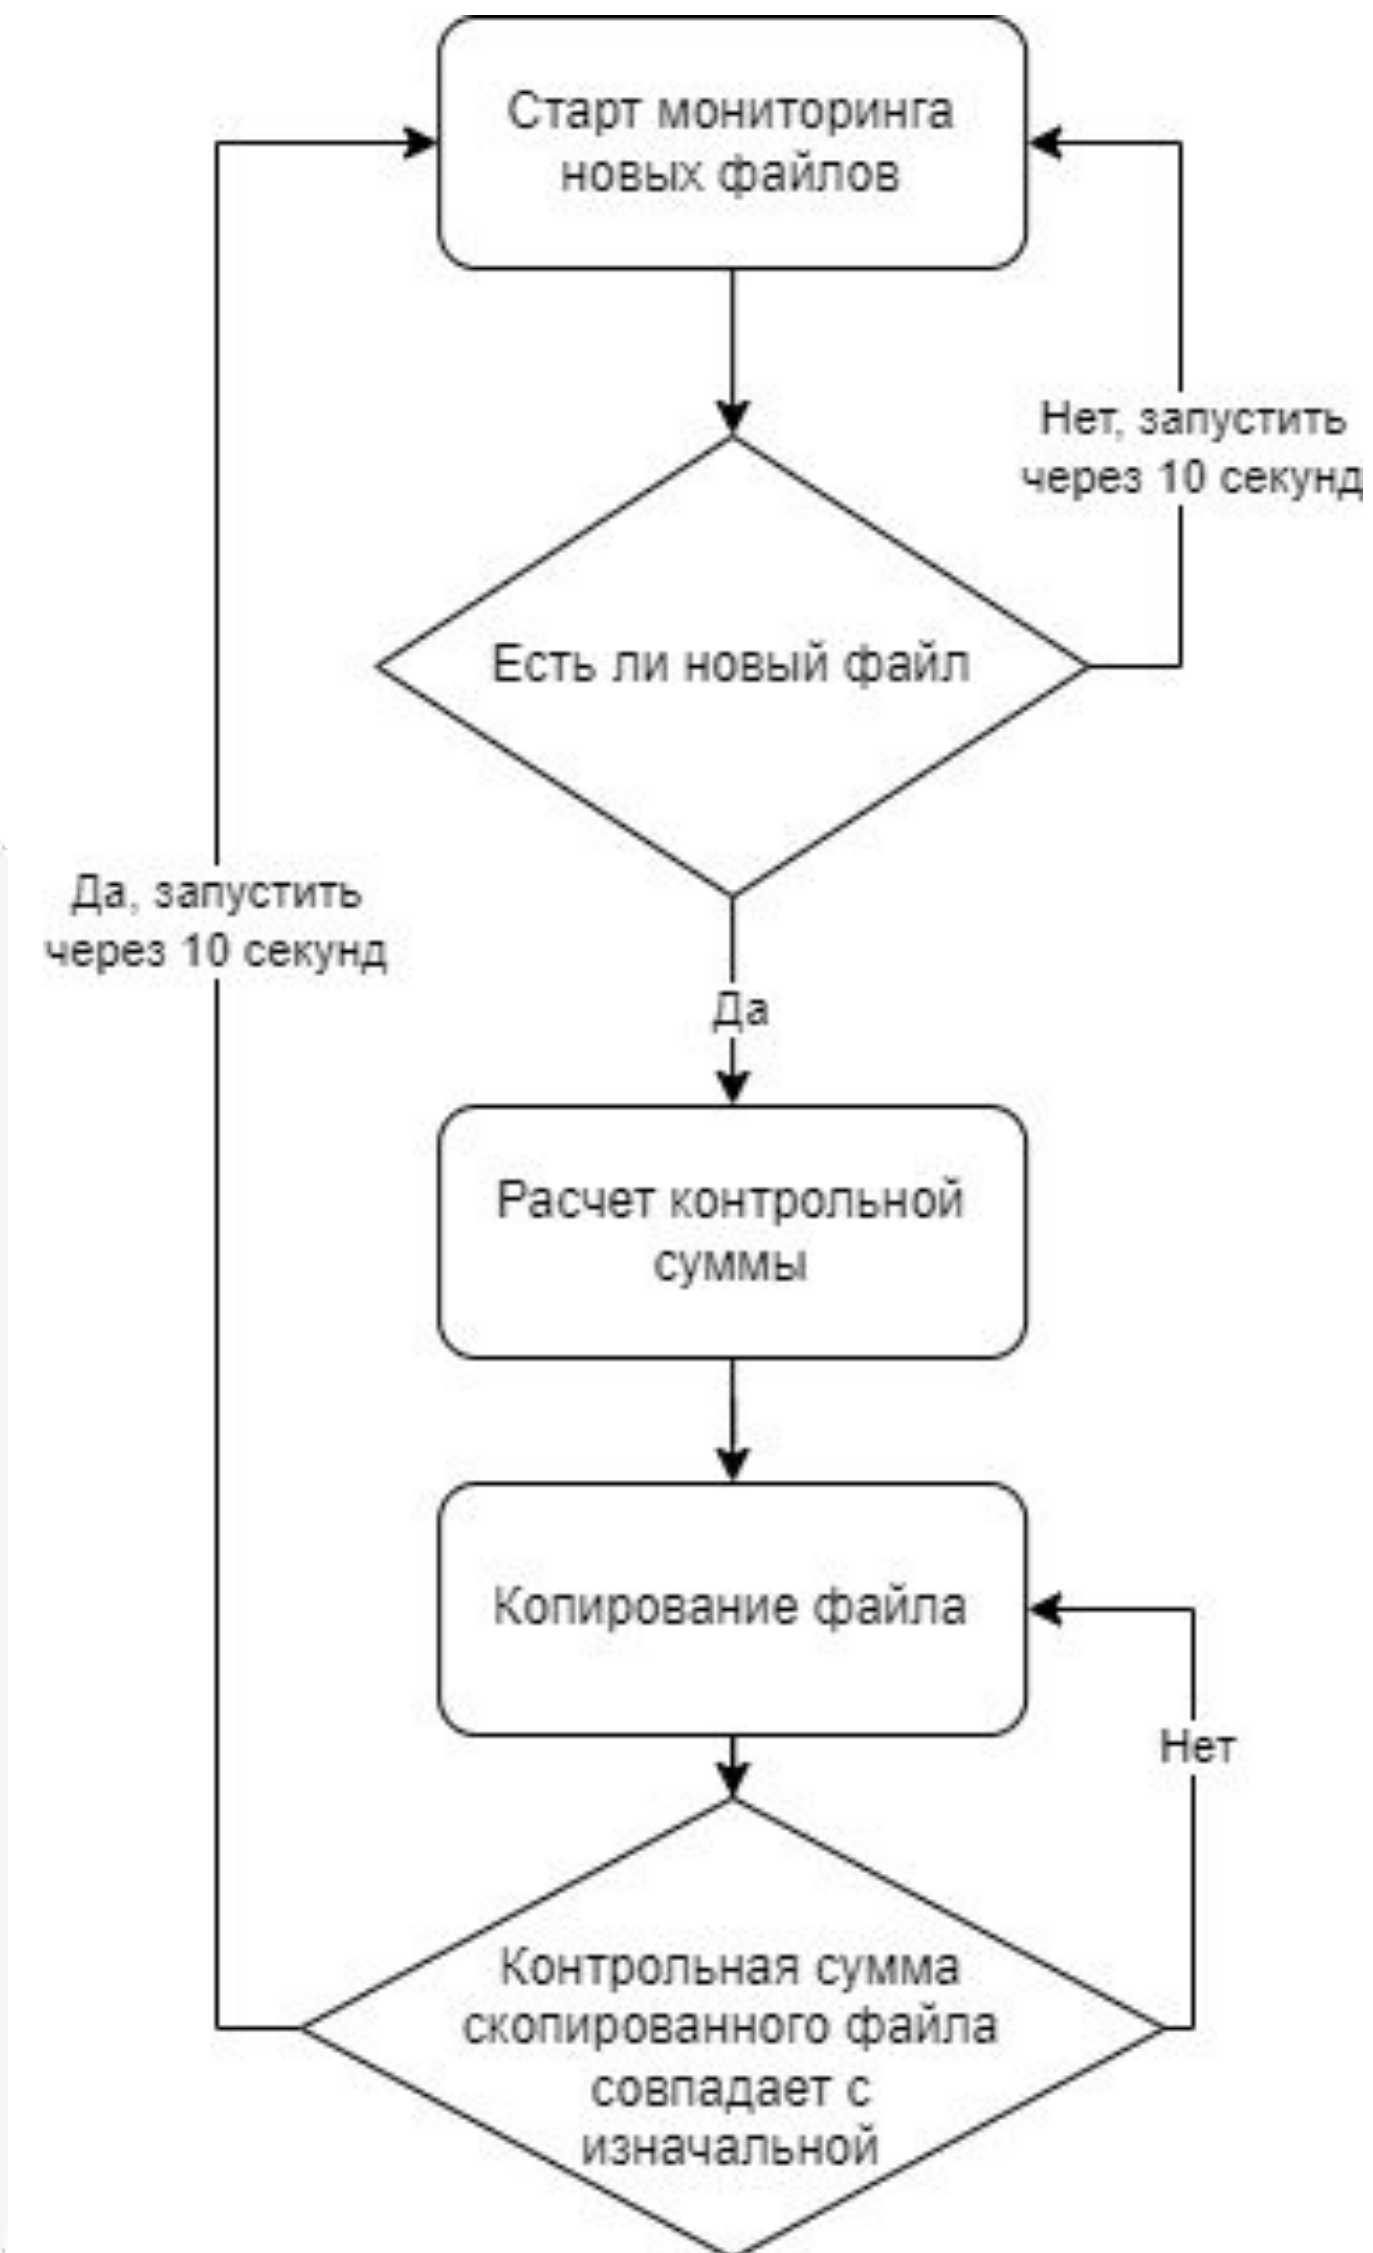 Старт мониторинга
новых файлов
Нет, запустить
через 10 секунд
Есть ли новый файл
Да, запустить
через 10 секунд
Да
Расчет контрольной
суммы
Копирование файла
Нет
Контрольная сумма
скопированного файла
совпадает с
изначальной